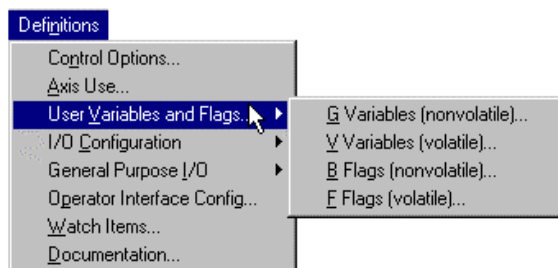 Definitions
Control Options...
Axis Use...
User Variables and Flags...
I/O Configuration
General Purpose I/O
Operator Interface Config...
Watch Items...
Documentation...
G Variables (nonvolatile)...
V Variables (volatile)...
B Flags (nonvolatile)...
F Flags (volatile)...